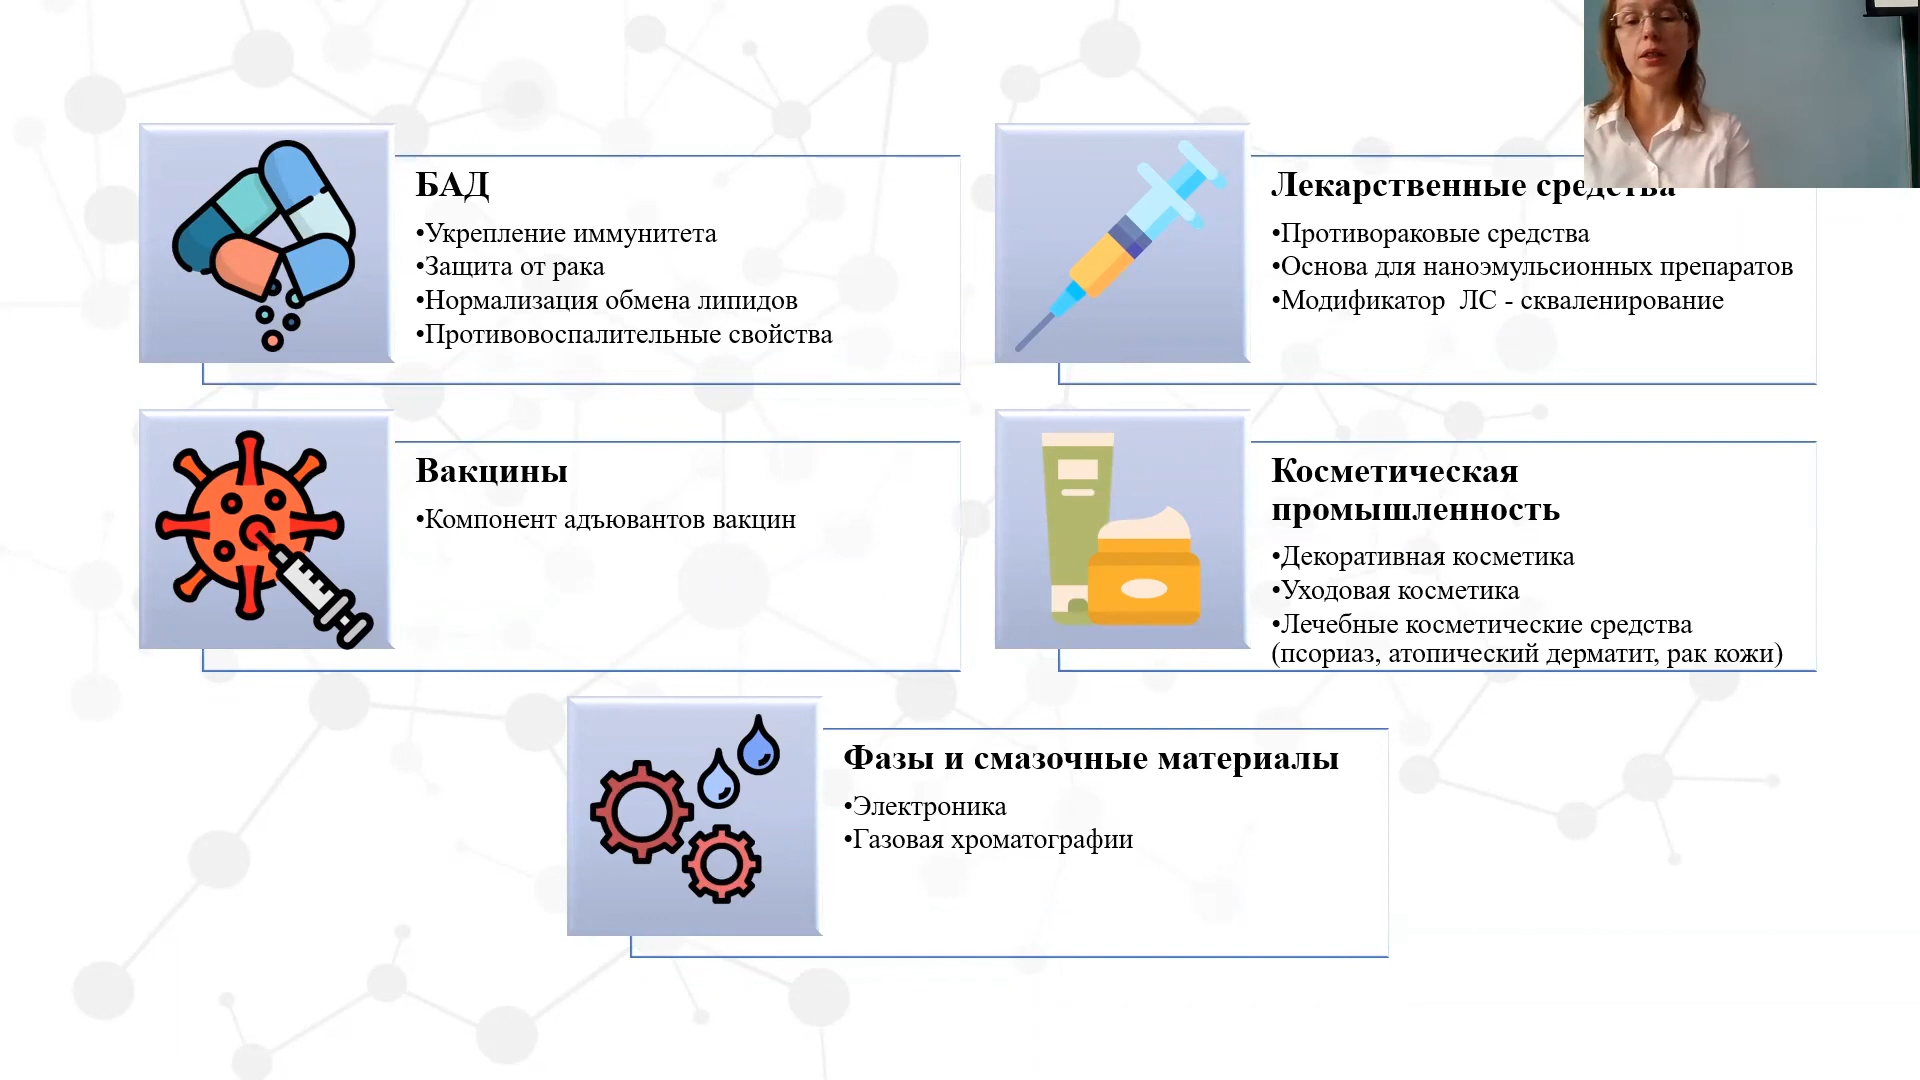 БАД
•Укрепление иммунитета
•Защита от рака
•Нормализация обмена липидов
•Противовоспалительные свойства
Лекарственные средства
•Противораковые средства
•Основа для наноэмульсионных препаратов
•Модификатор ЛС - скваленирование
Вакцины
•Компонент адъювантов вакцин
Косметическая
промышленность
•Декоративная косметика
•Уходовая косметика
•Лечебные косметические средства
(псориаз, атопический дерматит, рак кожи)
Фазы и смазочные материалы
•Электроника
•Газовая хроматографии